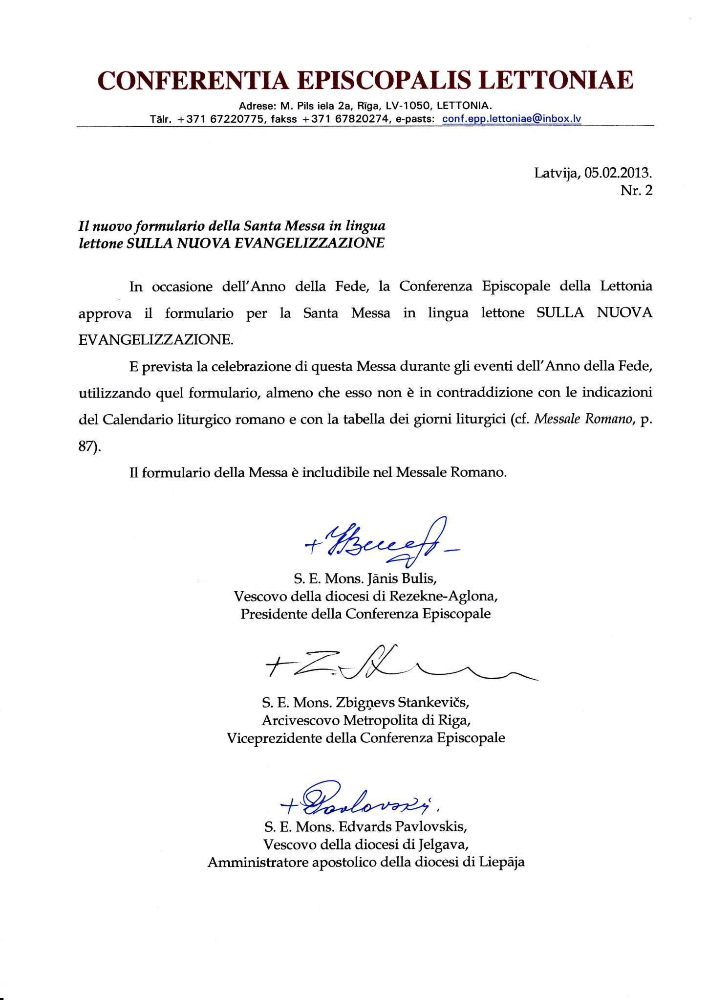 CONFERENTIA EPISCOPALIS LETTONIAE
Adrese: M. Pils iela 2a, Rīga, LV-1050, LETTONIA.
Tālr. +371 67220775, fakss +371 67820274, e-pasts: conf.epp.lettoniae@inbox.lv
Latvija, 05.02.2013.
Nr. 2
Il nuovo formulario della Santa Messa in lingua
lettone SULLA NUOVA EVANGELIZZAZIONE
In occasione dell'Anno della Fede, la Conferenza Episcopale della Lettonia
approva il formulario per la Santa Messa in lingua lettone SULLA NUOVA
EVANGELIZZAZIONE.
E prevista la celebrazione di questa Messa durante gli eventi dell'Anno della Fede,
utilizzando quel formulario, almeno che esso non è in contraddizione con le indicazioni
del Calendario liturgico romano e con la tabella dei giorni liturgici (cf. Messale Romano, p.
87).
Il formulario della Messa è includibile nel Messale Romano.
S. E. Mons. Jānis Bulis,
Vescovo della diocesi di Rezekne-Aglona,
Presidente della Conferenza Episcopale
S. E. Mons. Zbigņevs Stankevičs,
Arcivescovo Metropolita di Riga,
Viceprezidente della Conferenza Episcopale
+ Pavlovskij.
S. E. Mons. Edvards Pavlovskis,
Vescovo della diocesi di Jelgava,
Amministratore apostolico della diocesi di Liepāja